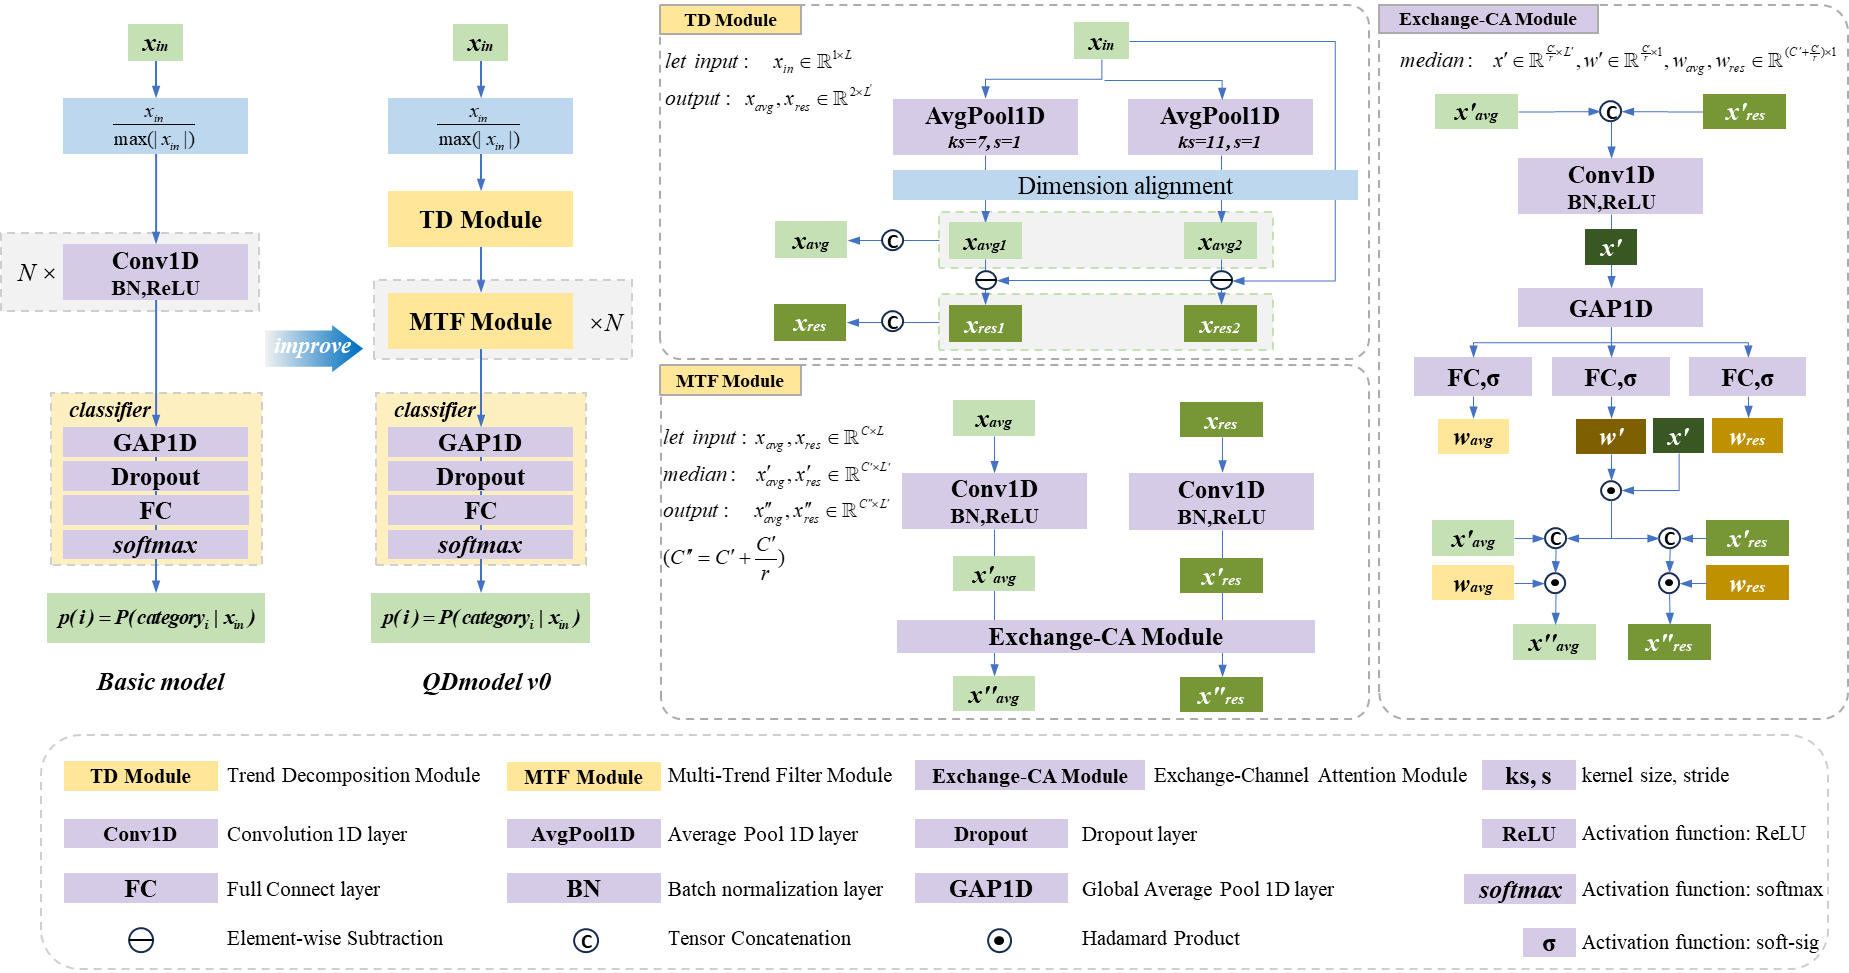 x_in
x_in / max(| x_in |)
N ×
Conv1D
BN,ReLU
classifier
GAP1D
Dropout
FC
softmax
p(i) = P(category_i | x_in)
Basic model
improve
x_in
x_in / max(| x_in |)
TD Module
MTF Module
×N
classifier
GAP1D
Dropout
FC
softmax
p(i) = P(category_i | x_in)
QDmodel v0
TD Module
let input: x_in ∈ ℝ^{1×L}
output: x_avg, x_res ∈ ℝ^{2×L'}
x_in
AvgPool1D
ks=7, s=1
AvgPool1D
ks=11, s=1
Dimension alignment
x_avg
C
x_avg1
x_avg2
x_res
C
x_res1
x_res2
MTF Module
let input: x_avg, x_res ∈ ℝ^{C×L}
median: x'_avg, x'_res ∈ ℝ^{C'×L'}
output: x''_avg, x''_res ∈ ℝ^{C''×L'}
(C'' = C' + C'/r)
x_avg
x_res
Conv1D
BN,ReLU
Conv1D
BN,ReLU
x'_avg
x'_res
Exchange-CA Module
x''_avg
x''_res
Exchange-CA Module
median: x' ∈ ℝ^{C'/r×L'}, w' ∈ ℝ^{C'/r×1}, w_avg, w_res ∈ ℝ^{(C'+C'/r)×1}
x'_avg
C
x'_res
Conv1D
BN,ReLU
x'
GAP1D
FC,σ
FC,σ
FC,σ
w_avg
w'
x'
w_res
x'_avg
C
C
x'_res
w_avg
w_res
x''_avg
x''_res
TD Module Trend Decomposition Module
MTF Module Multi-Trend Filter Module
Exchange-CA Module Exchange-Channel Attention Module
ks, s kernel size, stride
Conv1D Convolution 1D layer
AvgPool1D Average Pool 1D layer
Dropout Dropout layer
ReLU Activation function: ReLU
FC Full Connect layer
BN Batch normalization layer
GAP1D Global Average Pool 1D layer
softmax Activation function: softmax
Element-wise Subtraction
C Tensor Concatenation
Hadamard Product
σ Activation function: soft-sig